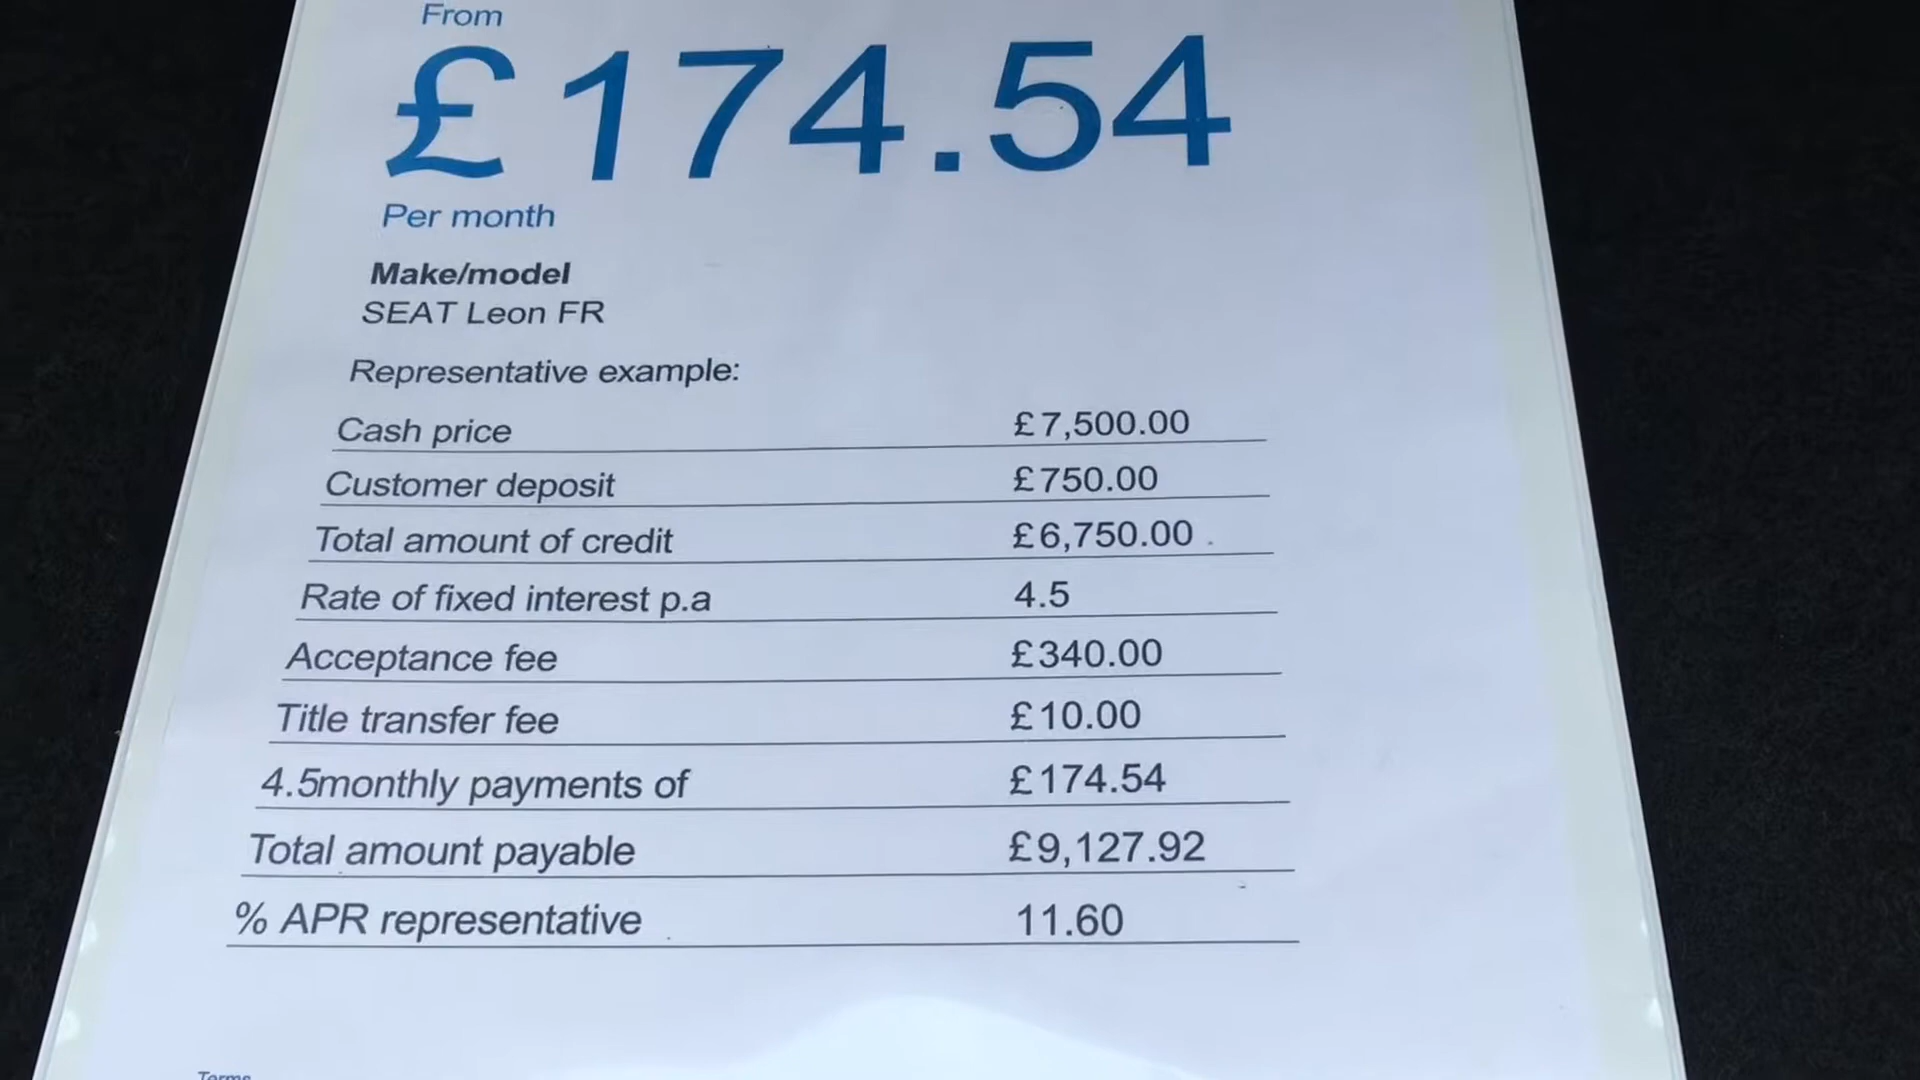 From
£174.54
Per month
Make/model
SEAT Leon FR
Representative example:
Cash price £7,500.00
Customer deposit £750.00
Total amount of credit £6,750.00
Rate of fixed interest p.a 4.5
Acceptance fee £340.00
Title transfer fee £10.00
4.5monthly payments of £174.54
Total amount payable £9,127.92
% APR representative 11.60
Terms